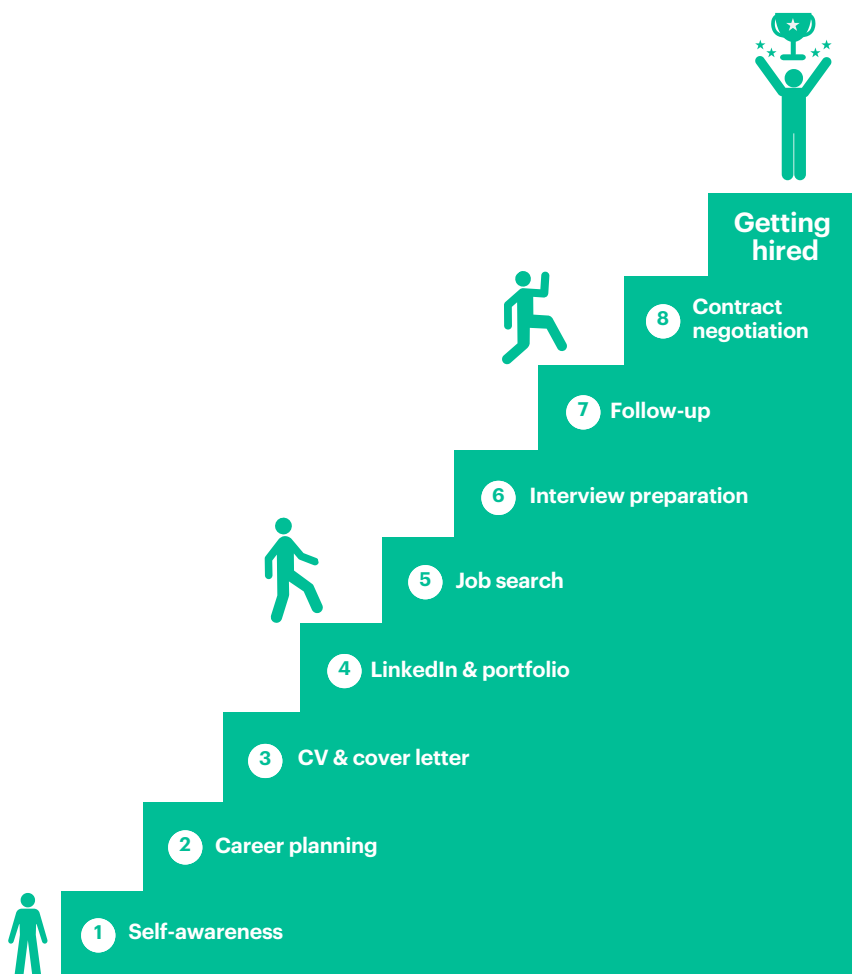 Getting
hired
8 Contract
negotiation
7 Follow-up
6 Interview preparation
5 Job search
4 LinkedIn & portfolio
3 CV & cover letter
2 Career planning
1 Self-awareness